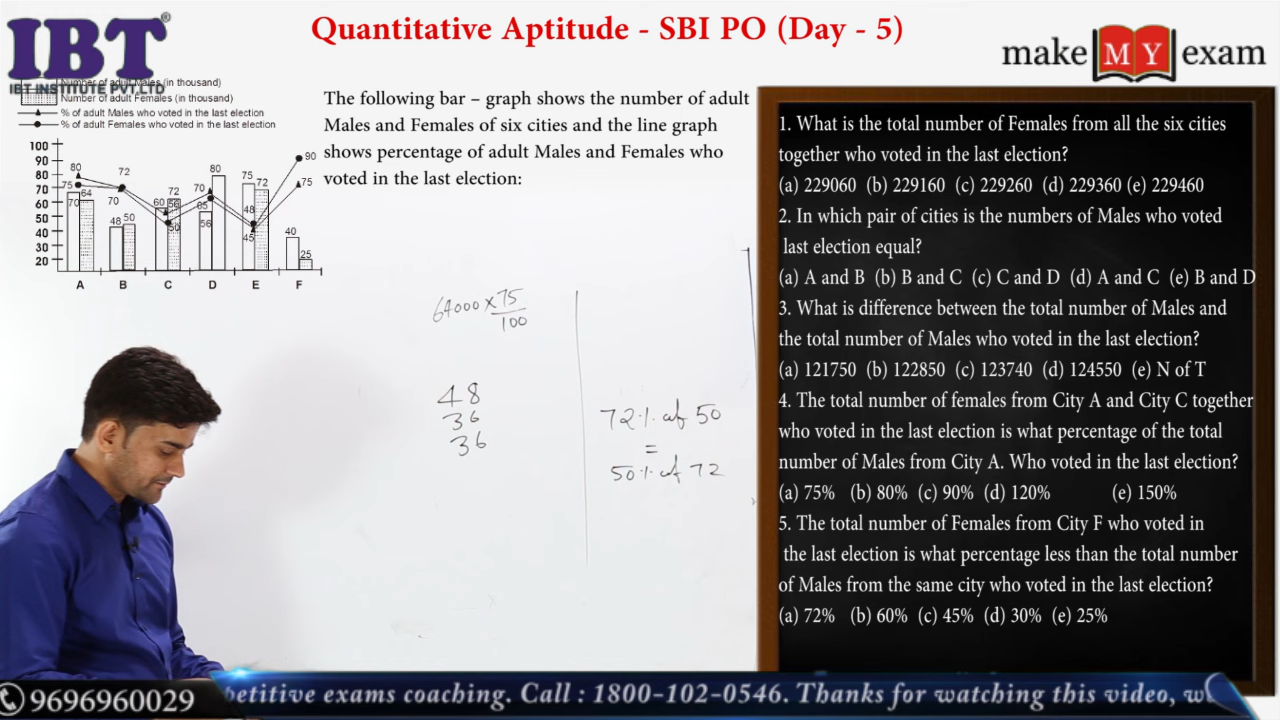 IBT®
IBT INSTITUTE PVT.LTD
Quantitative Aptitude - SBI PO (Day - 5)
make MY exam
Number of adult Males (in thousand)
Number of adult Females (in thousand)
% of adult Males who voted in the last election
% of adult Females who voted in the last election
100
90
80
70
60
50
40
30
20
80
75
70
64
72
70
48
50
72
60
56
50
80
70
65
56
75
72
48
45
90
75
40
25
A B C D E F
The following bar – graph shows the number of adult
Males and Females of six cities and the line graph
shows percentage of adult Males and Females who
voted in the last election:
64000 x 75
100
48
36
36
72% of 50
=
50% of 72
1. What is the total number of Females from all the six cities
together who voted in the last election?
(a) 229060 (b) 229160 (c) 229260 (d) 229360 (e) 229460
2. In which pair of cities is the numbers of Males who voted
last election equal?
(a) A and B (b) B and C (c) C and D (d) A and C (e) B and D
3. What is difference between the total number of Males and
the total number of Males who voted in the last election?
(a) 121750 (b) 122850 (c) 123740 (d) 124550 (e) N of T
4. The total number of females from City A and City C together
who voted in the last election is what percentage of the total
number of Males from City A. Who voted in the last election?
(a) 75% (b) 80% (c) 90% (d) 120% (e) 150%
5. The total number of Females from City F who voted in
the last election is what percentage less than the total number
of Males from the same city who voted in the last election?
(a) 72% (b) 60% (c) 45% (d) 30% (e) 25%
9696960029
petitive exams coaching. Call : 1800-102-0546. Thanks for watching this video, w